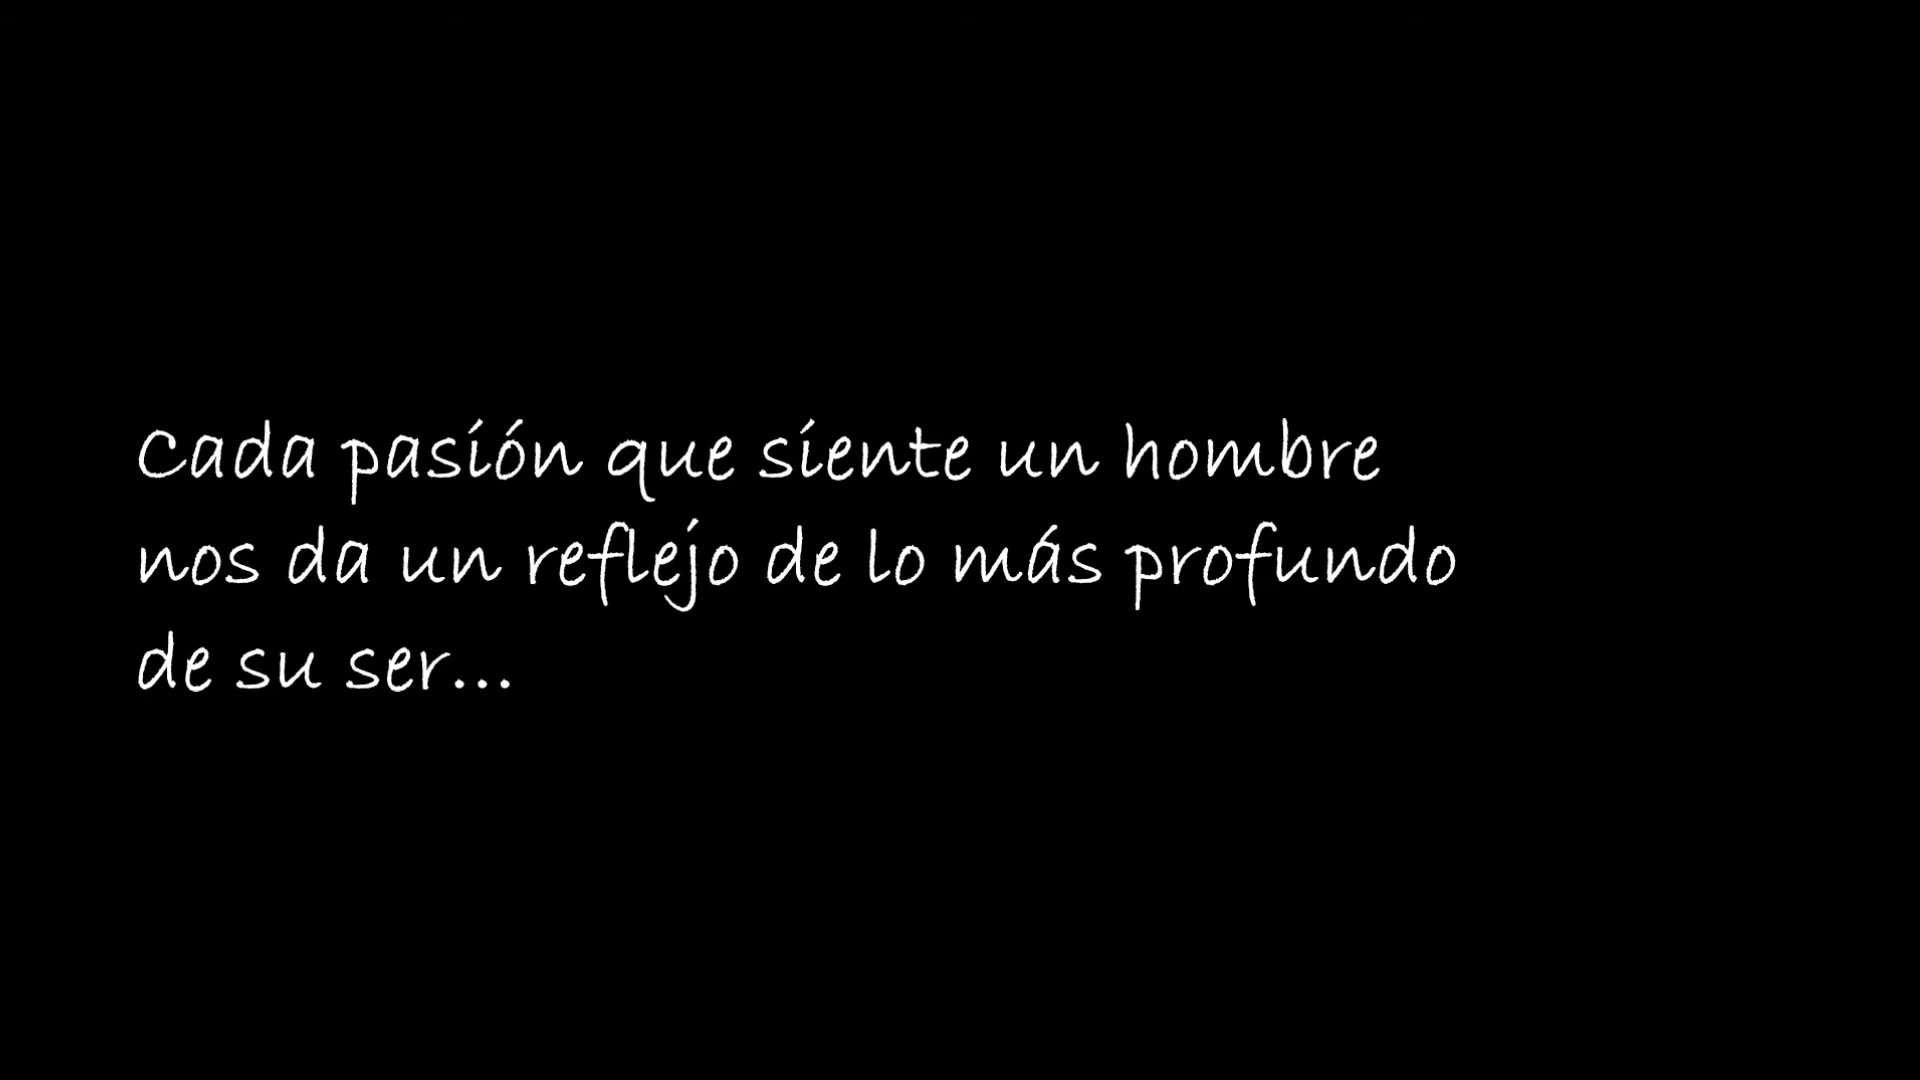 Cada pasión que siente un hombre
nos da un reflejo de lo más profundo
de su ser...